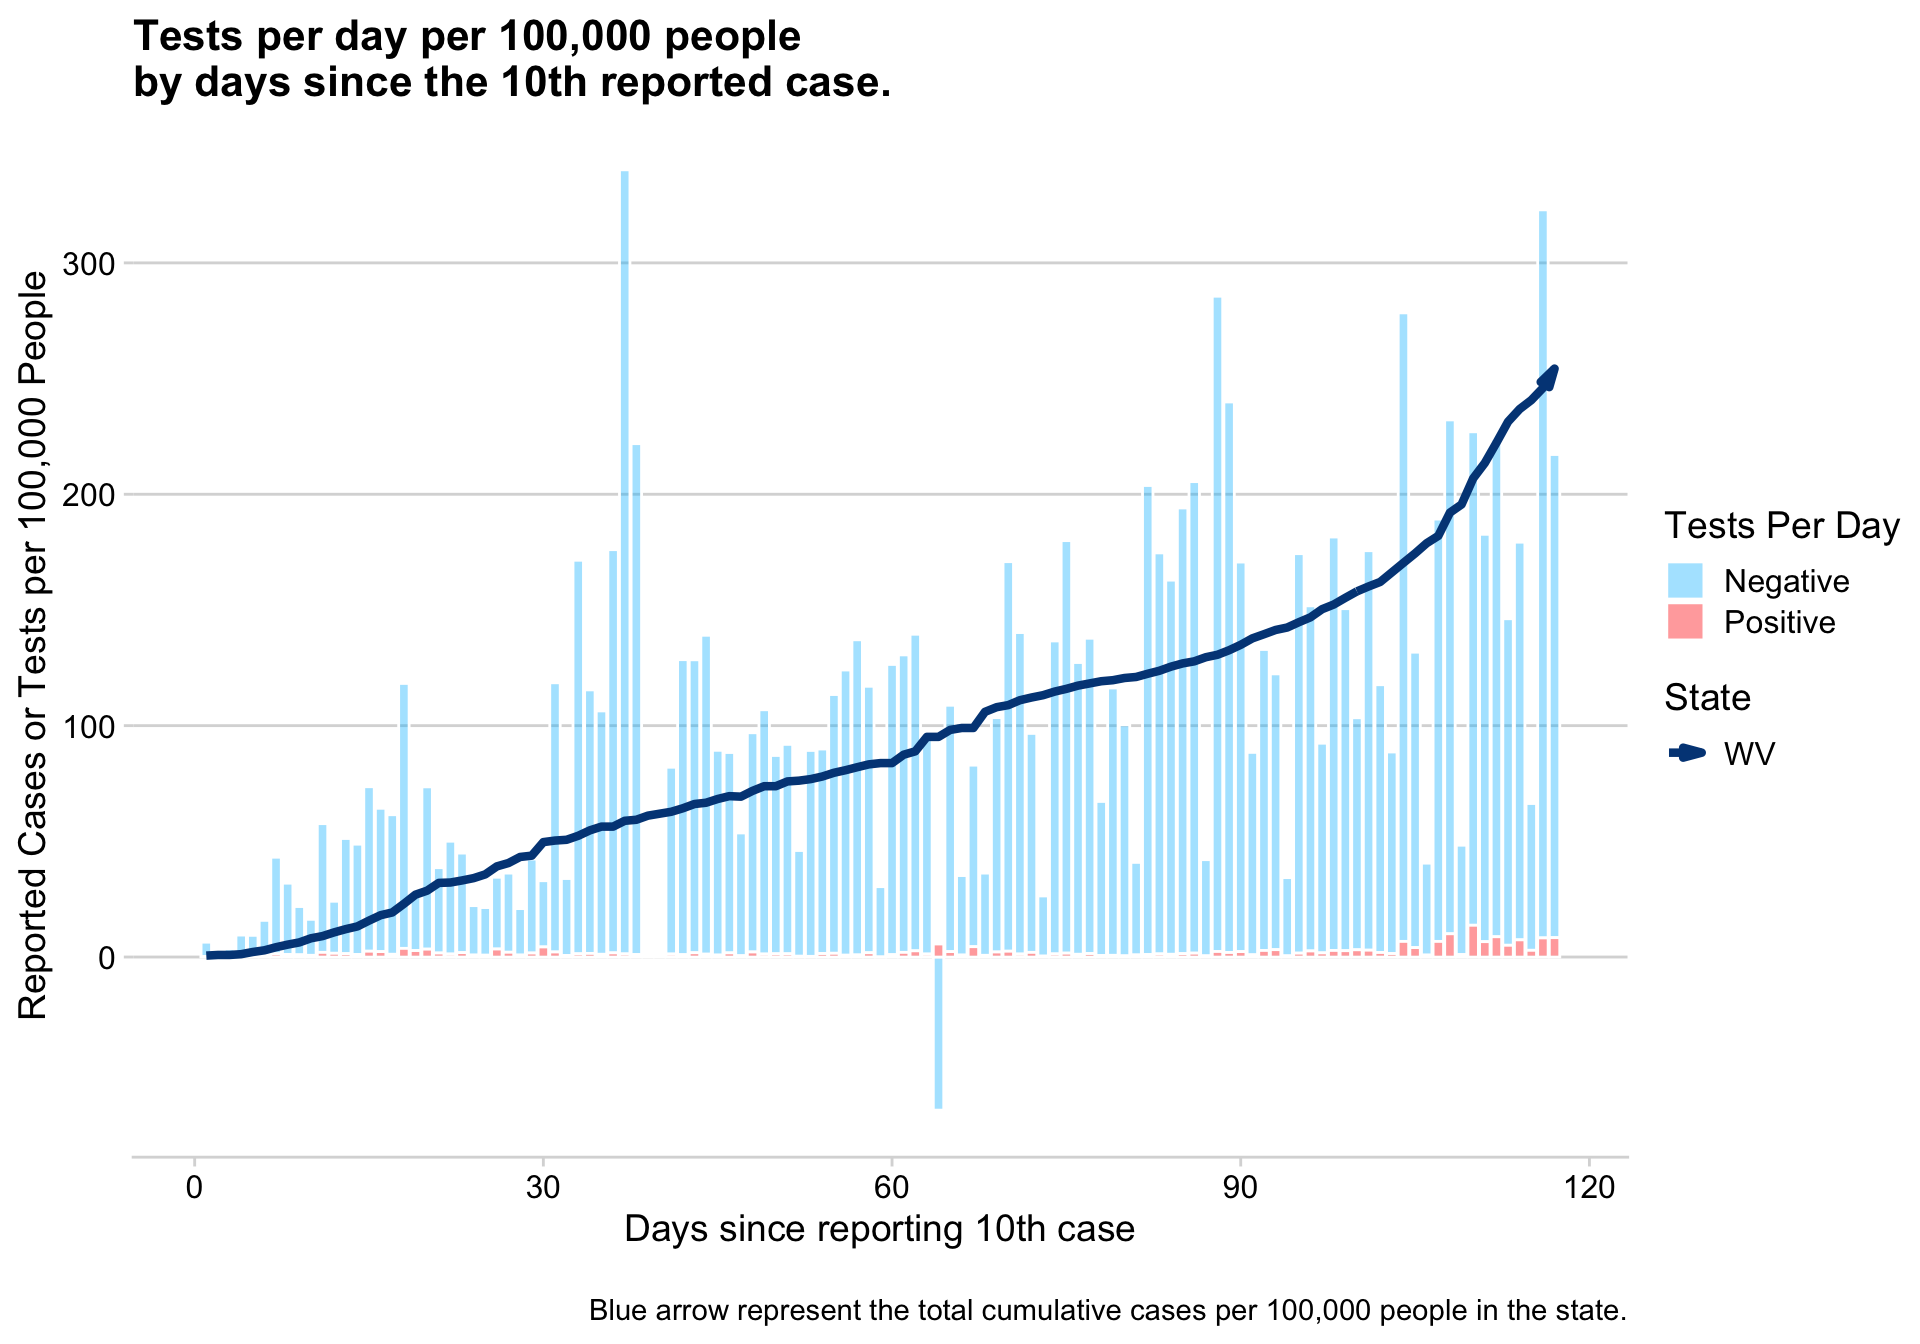 Tests per day per 100,000 people
by days since the 10th reported case.
Reported Cases or Tests per 100,000 People
300
200
100
0
0
30
60
90
120
Days since reporting 10th case
Tests Per Day
Negative
Positive
State
WV
Blue arrow represent the total cumulative cases per 100,000 people in the state.